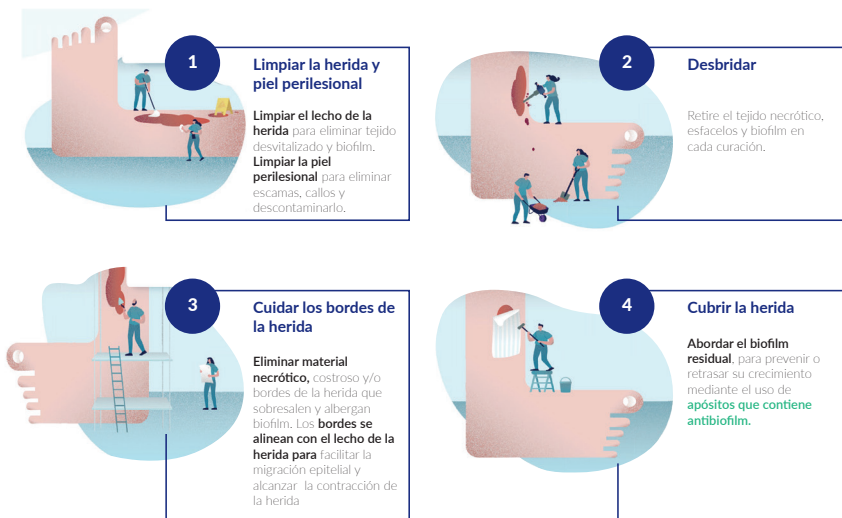 1
Limpiar la herida y
piel perilesional
Limpiar el lecho de la
herida para eliminar tejido
desvitalizado y biofilm.
Limpiar la piel
perilesional para eliminar
escamas, callos y
descontaminarlo.
2
Desbridar
Retire el tejido necrótico,
esfacelos y biofilm en
cada curación.
3
Cuidar los bordes de
la herida
Eliminar material
necrótico, costroso y/o
bordes de la herida que
sobresalen y albergan
biofilm. Los bordes se
alinean con el lecho de la
herida para facilitar la
migración epitelial y
alcanzar la contracción de
la herida
4
Cubrir la herida
Abordar el biofilm
residual, para prevenir o
retrasar su crecimiento
mediante el uso de
apósitos que contiene
antibiofilm.